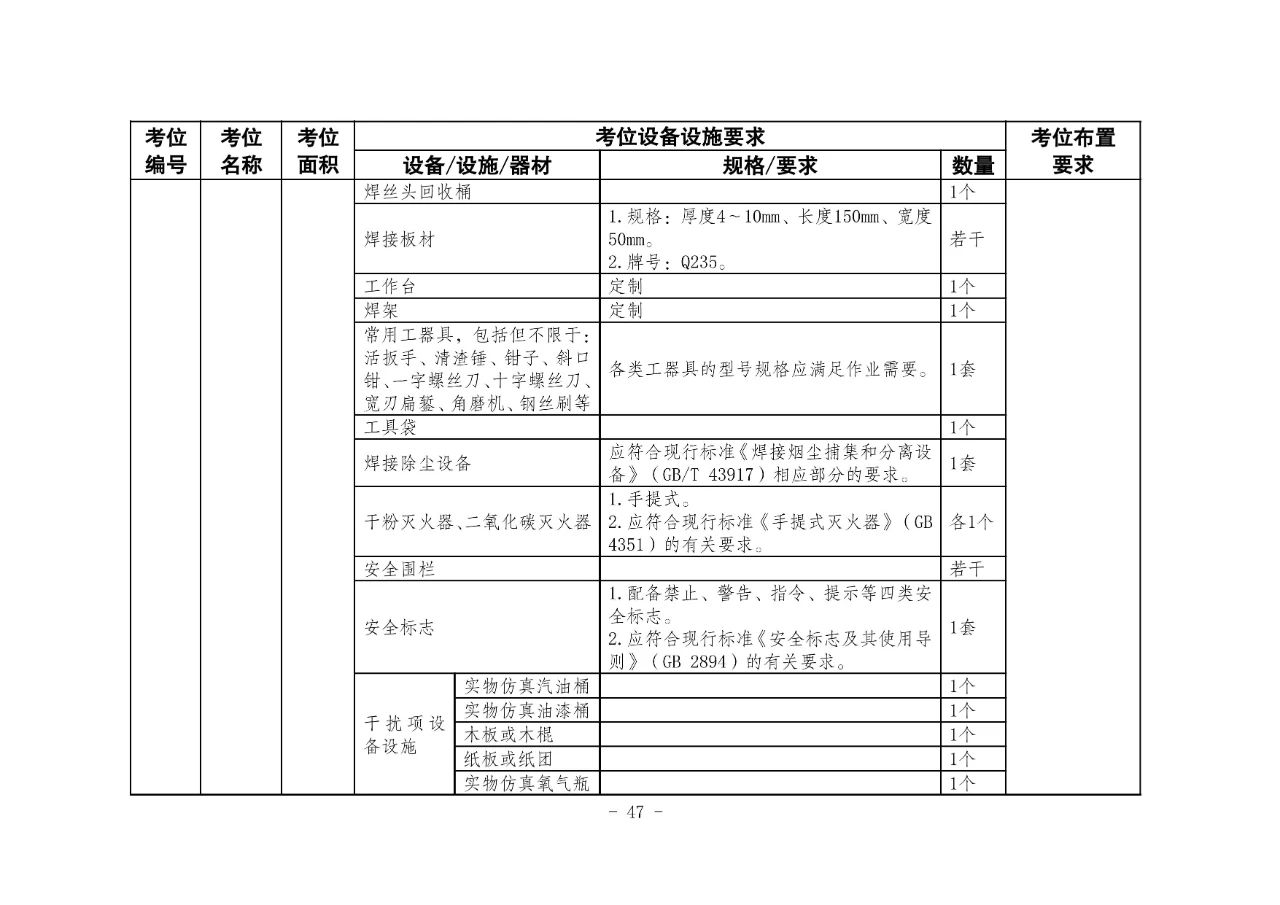 考位编号 考位名称 考位面积 考位设备设施要求 考位布置要求
设备/设施/器材 规格/要求 数量
焊丝头回收桶 1个
焊接板材 1.规格：厚度4～10mm、长度150mm、宽度
50mm。
2.牌号：Q235。 若干
工作台 定制 1个
焊架 定制 1个
常用工器具，包括但不限于：
活扳手、清渣锤、钳子、斜口
钳、一字螺丝刀、十字螺丝刀、
宽刃扁錾、角磨机、钢丝刷等 各类工器具的型号规格应满足作业需要。 1套
工具袋 1个
焊接除尘设备 应符合现行标准《焊接烟尘捕集和分离设
备》（GB/T 43917）相应部分的要求。 1套
干粉灭火器、二氧化碳灭火器 1.手提式。
2.应符合现行标准《手提式灭火器》（GB
4351）的有关要求。 各1个
安全围栏 若干
安全标志 1.配备禁止、警告、指令、提示等四类安
全标志。
2.应符合现行标准《安全标志及其使用导
则》（GB 2894）的有关要求。 1套
干扰项设
备设施 实物仿真汽油桶 1个
实物仿真油漆桶 1个
木板或木棍 1个
纸板或纸团 1个
实物仿真氧气瓶 1个
- 47 -